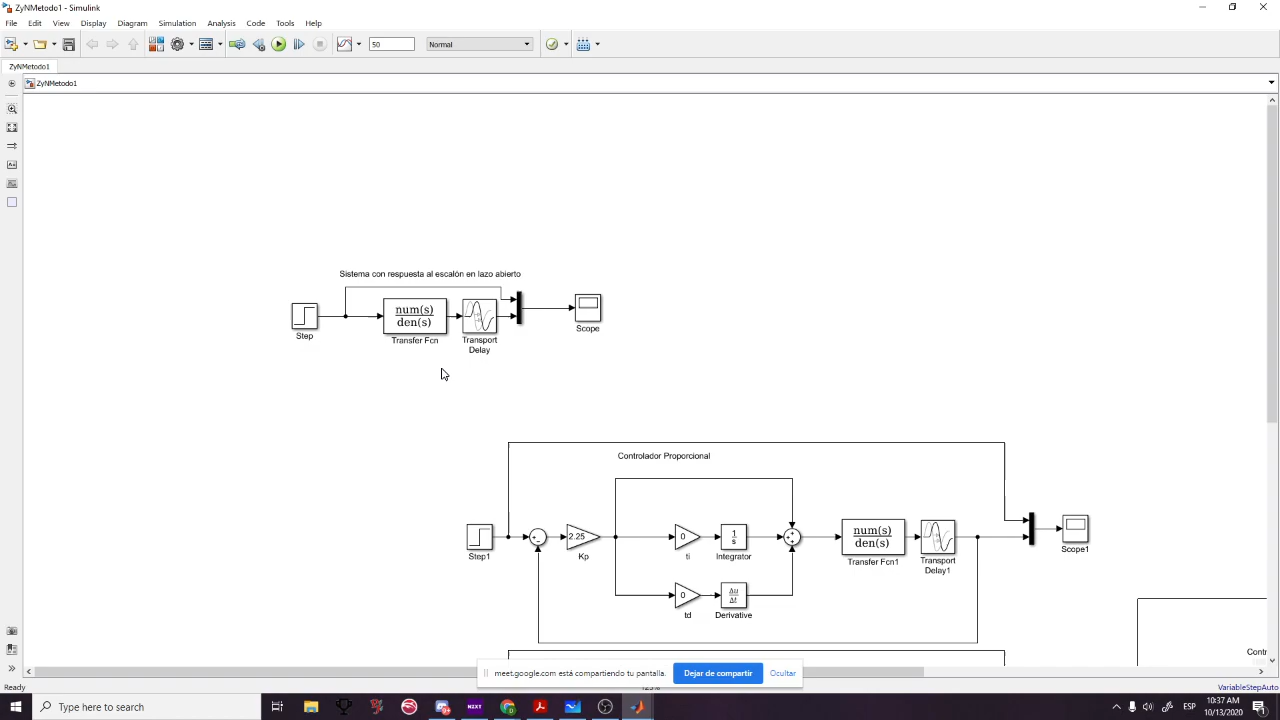 ZyNMetodo1 - Simulink
File Edit View Display Diagram Simulation Analysis Code Tools Help
50 Normal
ZyNMetodo1
ZyNMetodo1
Sistema con respuesta al escalón en lazo abierto
num(s)
den(s)
Step
Transfer Fcn
Transport
Delay
Scope
Controlador Proporcional
2.25
0
1
s
num(s)
den(s)
Step1
Kp
ti
Integrator
Transfer Fcn1
Transport
Delay1
Scope1
0
Δu
Δt
td
Derivative
Contr
meet.google.com está compartiendo tu pantalla. Dejar de compartir Ocultar
Ready
VariableStepAuto
Type here to search
ESP
10:37 AM
10/13/2020